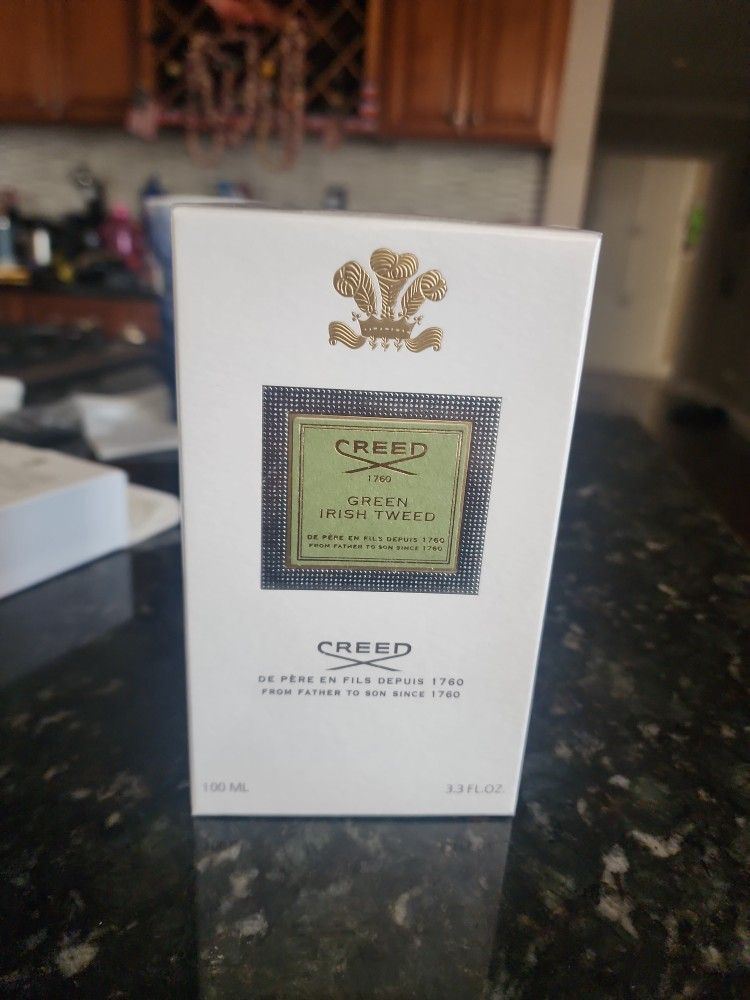 CREED
1760
GREEN
IRISH TWEED
DE PÈRE EN FILS DEPUIS 1760
FROM FATHER TO SON SINCE 1760
CREED
DE PÈRE EN FILS DEPUIS 1760
FROM FATHER TO SON SINCE 1760
100 ML
3.3 FL.OZ.